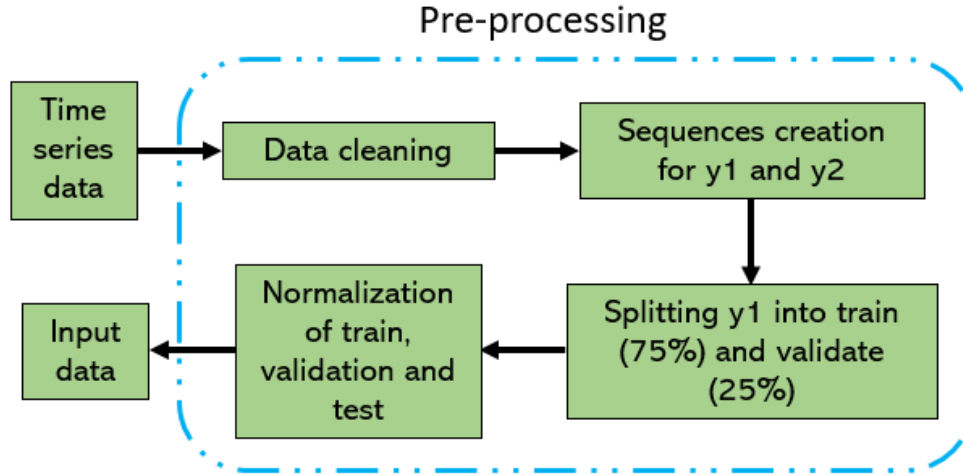 Pre-processing
Time
series
data
Data cleaning
Sequences creation
for y1 and y2
Splitting y1 into train
(75%) and validate
(25%)
Normalization
of train,
validation and
test
Input
data